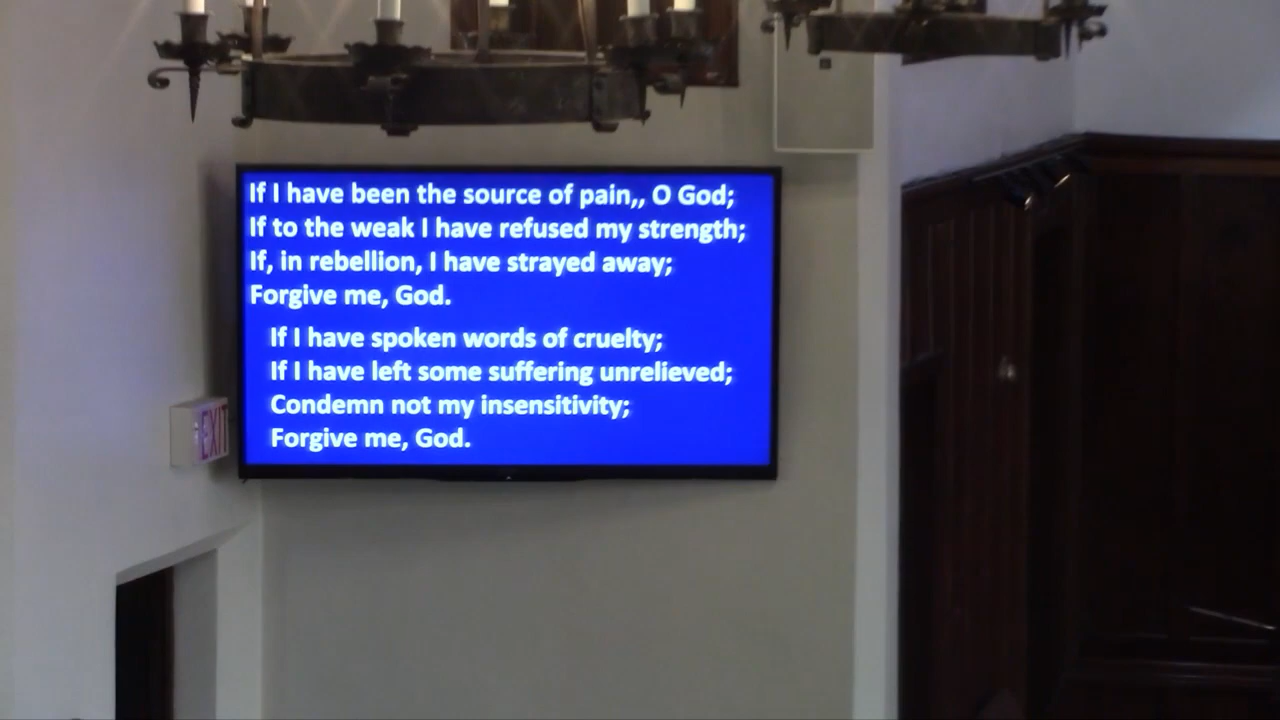 If I have been the source of pain,, O God;
If to the weak I have refused my strength;
If, in rebellion, I have strayed away;
Forgive me, God.
If I have spoken words of cruelty;
If I have left some suffering unrelieved;
Condemn not my insensitivity;
Forgive me, God.
EXIT